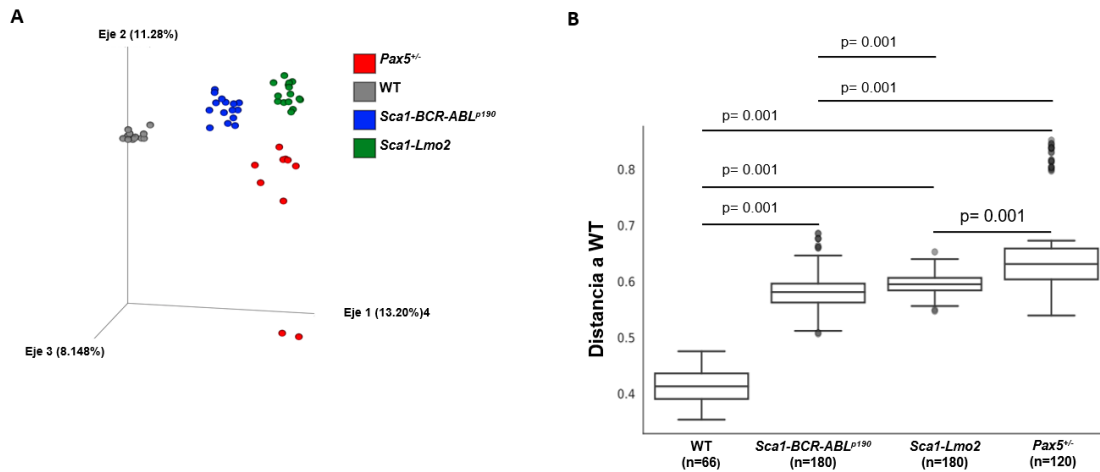 A
Eje 2 (11.28%)
Pax5+/-
WT
Sca1-BCR-ABLp190
Sca1-Lmo2
Eje 1 (13.20%)4
Eje 3 (8.148%)
B
p= 0.001
p= 0.001
p= 0.001
p= 0.001
p= 0.001
p= 0.001
Distancia a WT
0.8
0.7
0.6
0.5
0.4
WT
(n=66)
Sca1-BCR-ABLp190
(n=180)
Sca1-Lmo2
(n=180)
Pax5+/-
(n=120)